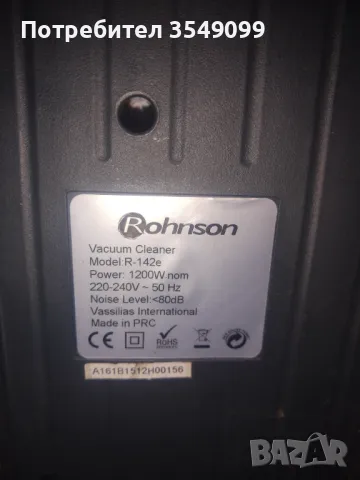 Потребител 3549099
Rohnson
Vacuum Cleaner
Model:R-142e
Power: 1200W nom
220-240V ~ 50 Hz
Noise Level:<80dB
Vassilias International
Made in PRC
CE
RoHS
A161B1512H00156
BAZAR